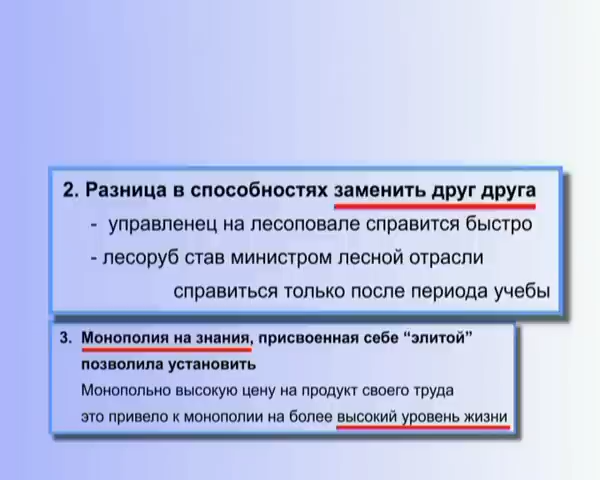 2. Разница в способностях заменить друг друга
- управленец на лесоповале справится быстро
- лесоруб став министром лесной отрасли
справиться только после периода учебы
3. Монополия на знания, присвоенная себе “элитой”
позволила установить
Монопольно высокую цену на продукт своего труда
это привело к монополии на более высокий уровень жизни